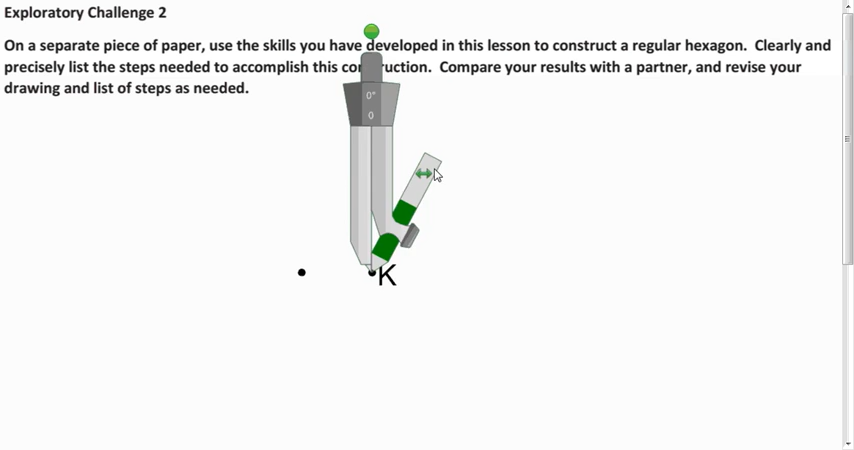 Exploratory Challenge 2
On a separate piece of paper, use the skills you have developed in this lesson to construct a regular hexagon. Clearly and
precisely list the steps needed to accomplish this construction. Compare your results with a partner, and revise your
drawing and list of steps as needed.
0"
0
K